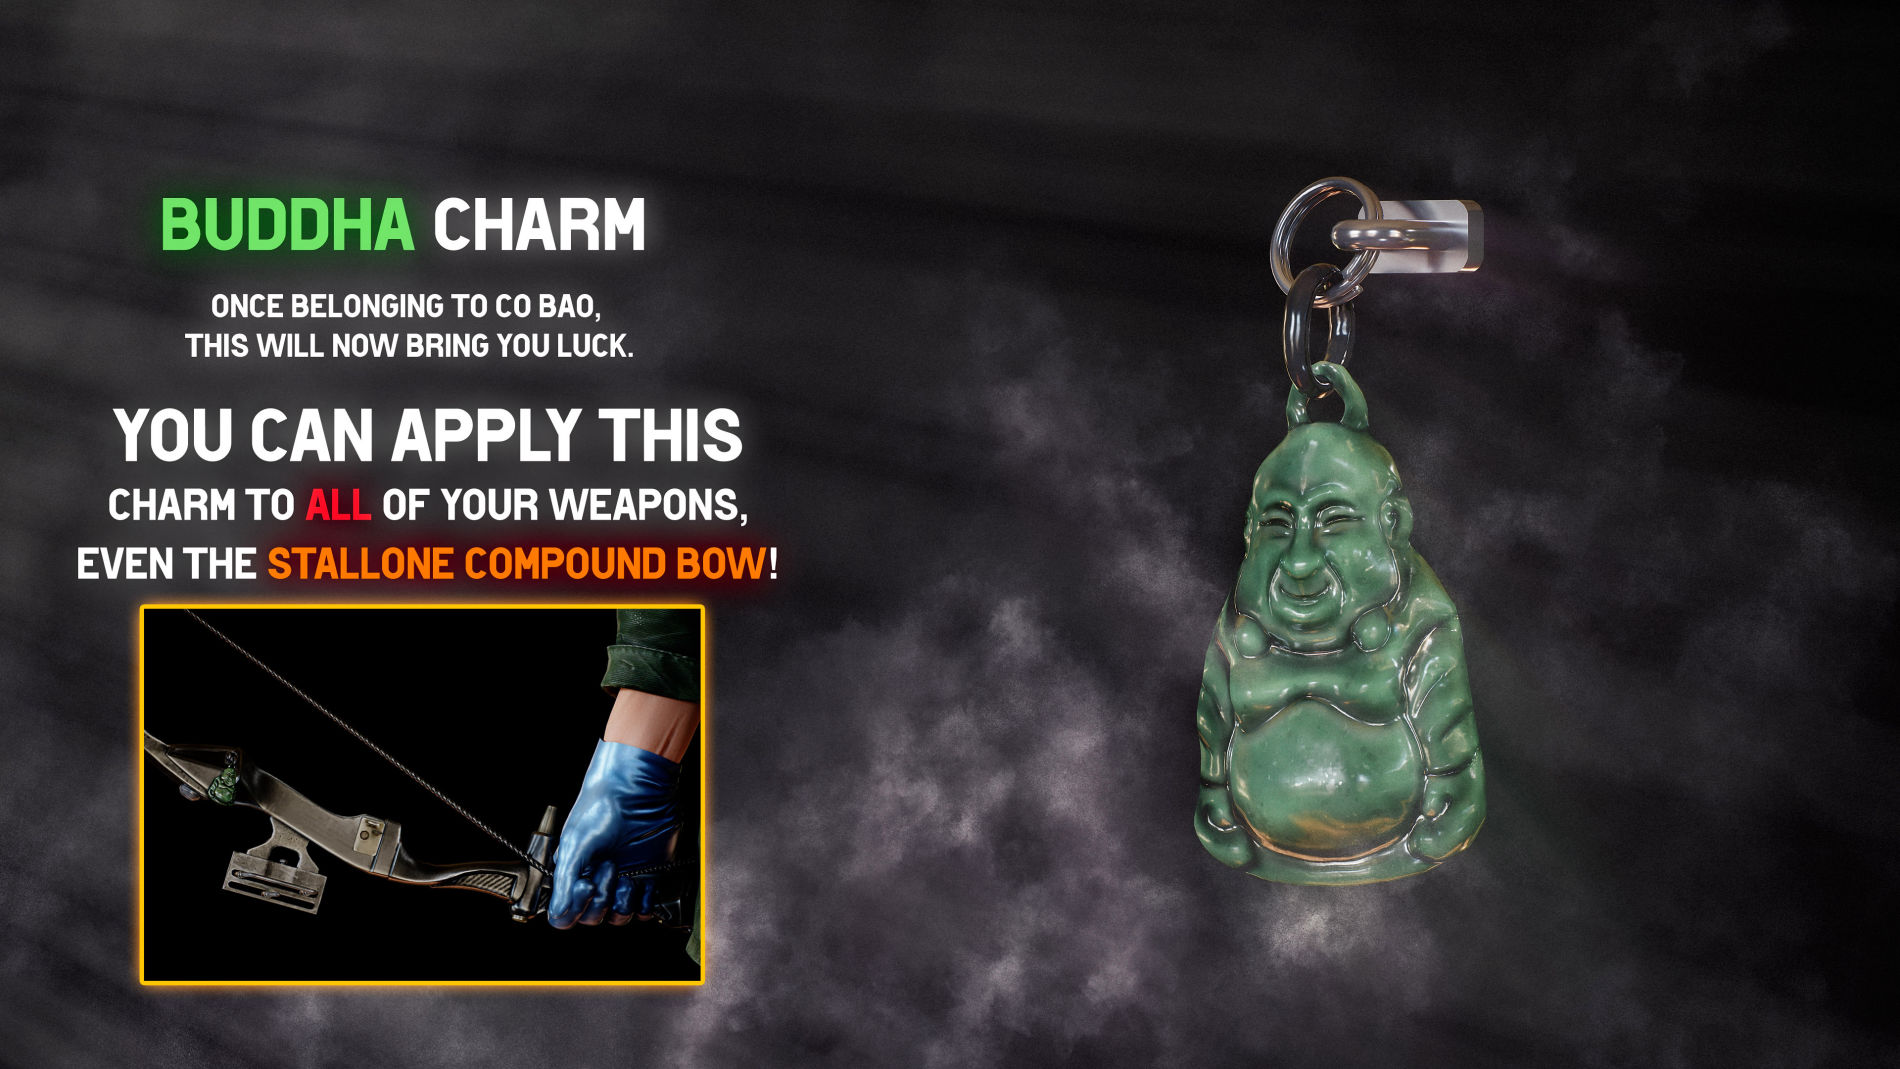 BUDDHA CHARM
ONCE BELONGING TO CO BAO,
THIS WILL NOW BRING YOU LUCK.
YOU CAN APPLY THIS
CHARM TO ALL OF YOUR WEAPONS,
EVEN THE STALLONE COMPOUND BOW!